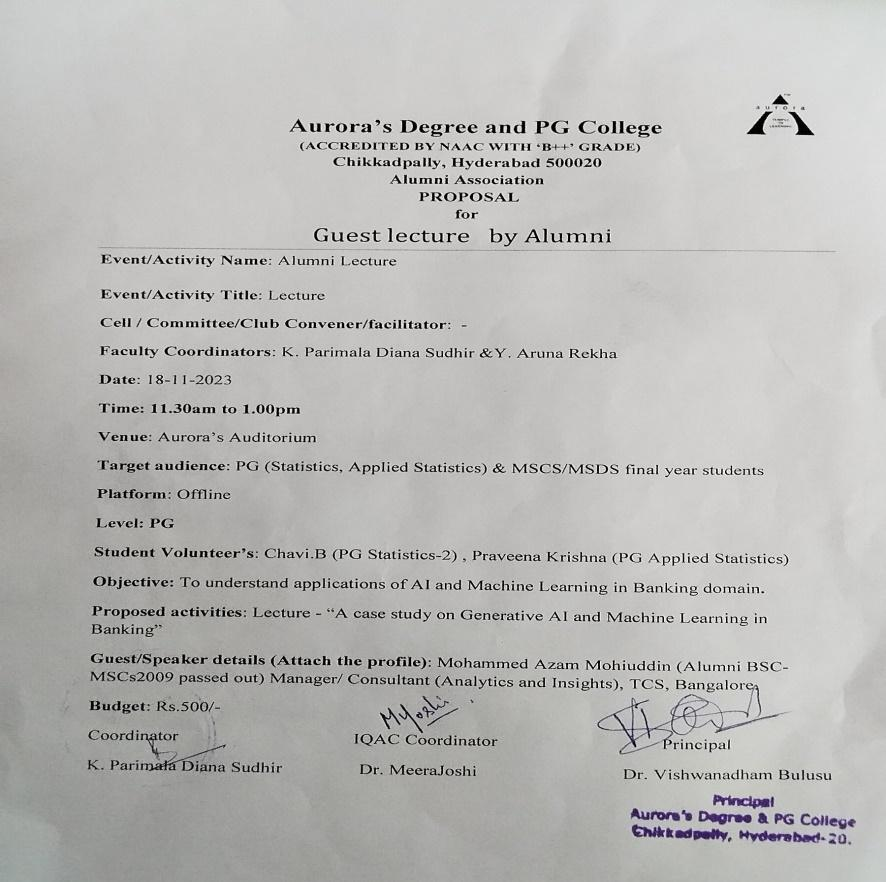 aurora
Aurora's Degree and PG College
(ACCREDITED BY NAAC WITH 'B++' GRADE)
Chikkadpally, Hyderabad 500020
Alumni Association
PROPOSAL
for
Guest lecture by Alumni
Event/Activity Name: Alumni Lecture
Event/Activity Title: Lecture
Cell / Committee/Club Convener/facilitator: -
Faculty Coordinators: K. Parimala Diana Sudhir &Y. Aruna Rekha
Date: 18-11-2023
Time: 11.30am to 1.00pm
Venue: Aurora's Auditorium
Target audience: PG (Statistics, Applied Statistics) & MSCS/MSDS final year students
Platform: Offline
Level: PG
Student Volunteer's: Chavi.B (PG Statistics-2) , Praveena Krishna (PG Applied Statistics)
Objective: To understand applications of AI and Machine Learning in Banking domain.
Proposed activities: Lecture - "A case study on Generative AI and Machine Learning in
Banking"
Guest/Speaker details (Attach the profile): Mohammed Azam Mohiuddin (Alumni BSC-
MSCs2009 passed out) Manager/ Consultant (Analytics and Insights), TCS, Bangalore,
Budget: Rs.500/-
Coordinator IQAC Coordinator Principal
K. Parimala Diana Sudhir Dr. MeeraJoshi Dr. Vishwanadham Bulusu
Principal
Aurora's Degree & PG College
Chikkadpally, Hyderabad-20.